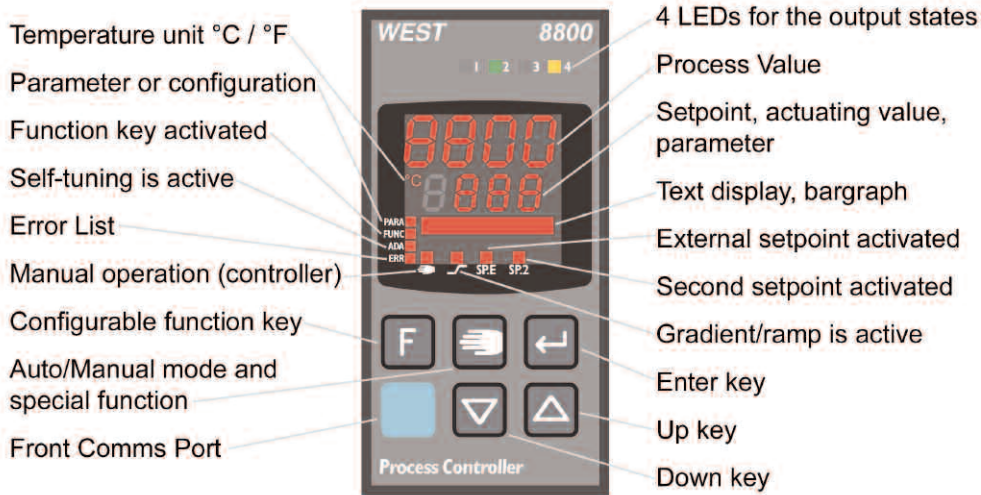 Temperature unit °C / °F
Parameter or configuration
Function key activated
Self-tuning is active
Error List
Manual operation (controller)
Configurable function key
Auto/Manual mode and
special function
Front Comms Port
WEST 8800
1 2 3 4
8800
°C 8 888
PARA
FUNC
ADA
ERR
SP.E SP.2
F
Process Controller
4 LEDs for the output states
Process Value
Setpoint, actuating value,
parameter
Text display, bargraph
External setpoint activated
Second setpoint activated
Gradient/ramp is active
Enter key
Up key
Down key